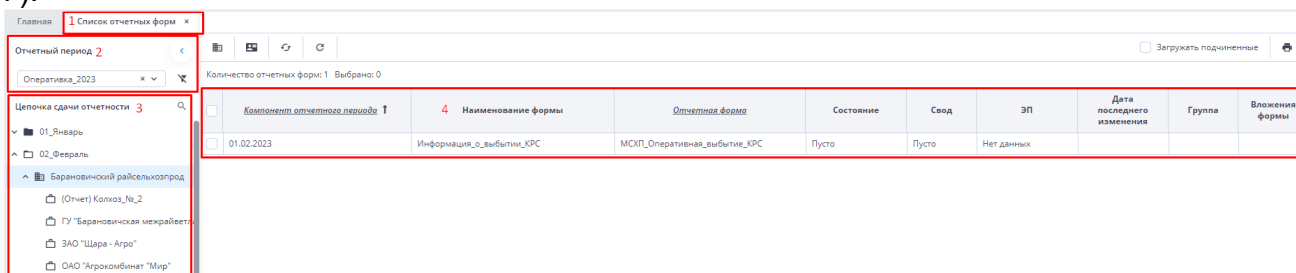 Главная 1 Список отчетных форм ×
Отчетный период 2
Загружать подчиненные
Оперативка_2023 ×
Количество отчетных форм: 1 Выбрано: 0
Цепочка сдачи отчетности 3
Компонент отчетного периода ↑ 4 Наименование формы Отчетная форма Состояние Свод ЭП Дата последнего изменения Группа Вложения формы
01_Январь
01.02.2023 Информация_о_выбытии_КРС МСХП_Оперативная_выбытие_КРС Пусто Пусто Нет данных
02_Февраль
Барановичский райсельхозпрод
(Отчет) Колхоз_№_2
ГУ "Барановичская межрайветл
ЗАО "Щара - Агро"
ОАО "Агрокомбинат "Мир"